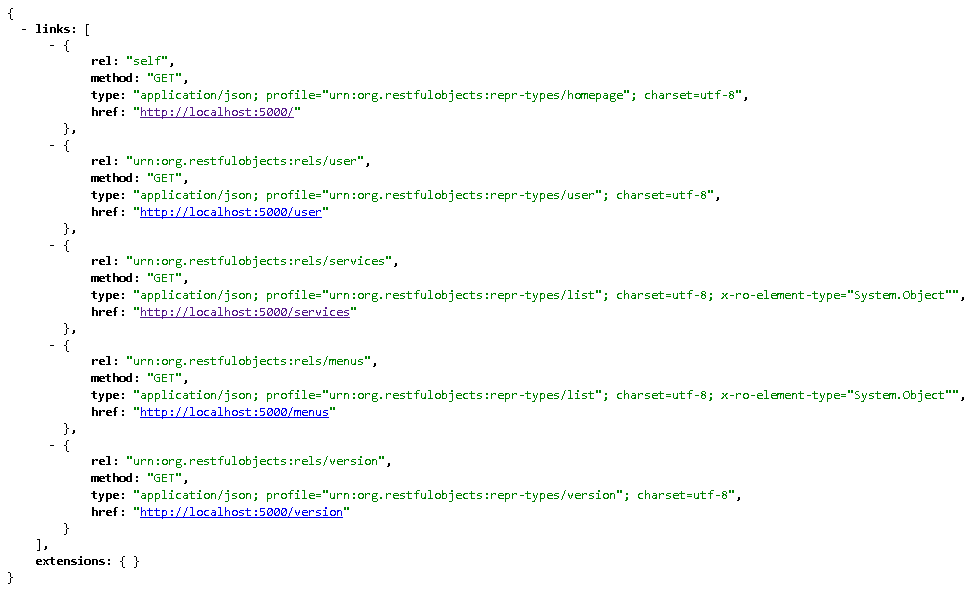 {
- links: [
- {
rel: "self",
method: "GET",
type: "application/json; profile="urn:org.restfulobjects:repr-types/homepage"; charset=utf-8",
href: "http://localhost:5000/"
},
- {
rel: "urn:org.restfulobjects:rels/user",
method: "GET",
type: "application/json; profile="urn:org.restfulobjects:repr-types/user"; charset=utf-8",
href: "http://localhost:5000/user"
},
- {
rel: "urn:org.restfulobjects:rels/services",
method: "GET",
type: "application/json; profile="urn:org.restfulobjects:repr-types/list"; charset=utf-8; x-ro-element-type="System.Object"",
href: "http://localhost:5000/services"
},
- {
rel: "urn:org.restfulobjects:rels/menus",
method: "GET",
type: "application/json; profile="urn:org.restfulobjects:repr-types/list"; charset=utf-8; x-ro-element-type="System.Object"",
href: "http://localhost:5000/menus"
},
- {
rel: "urn:org.restfulobjects:rels/version",
method: "GET",
type: "application/json; profile="urn:org.restfulobjects:repr-types/version"; charset=utf-8",
href: "http://localhost:5000/version"
}
],
extensions: { }
}